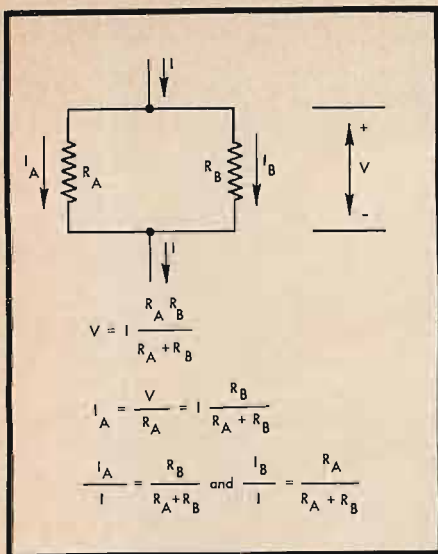 I
I_A R_A R_B I_B + V -
I
V = I R_A R_B / (R_A + R_B)
I_A = V / R_A = I R_B / (R_A + R_B)
I_A / I = R_B / (R_A + R_B) and I_B / I = R_A / (R_A + R_B)